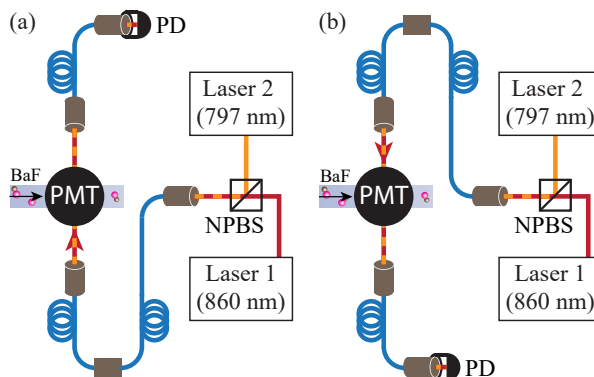 (a)
PD
Laser 2
(797 nm)
BaF
PMT
NPBS
Laser 1
(860 nm)
(b)
Laser 2
(797 nm)
BaF
PMT
NPBS
Laser 1
(860 nm)
PD